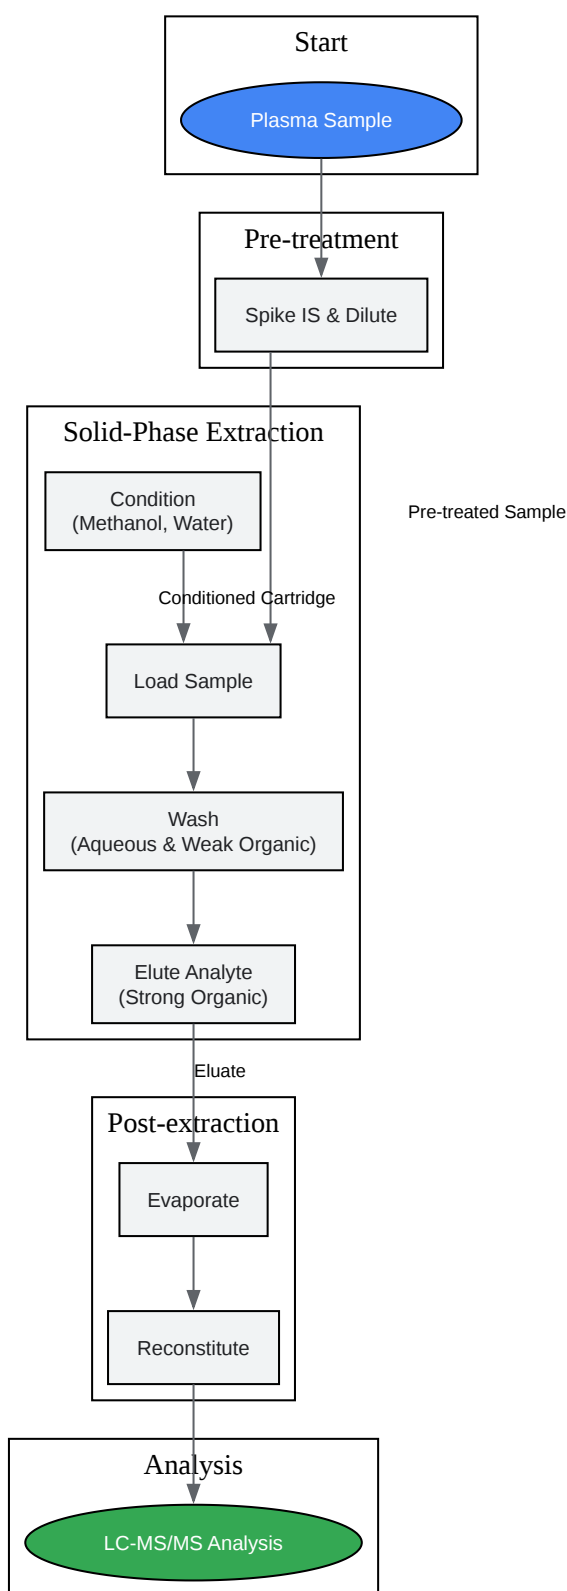 Start
Plasma Sample
Pre-treatment
Spike IS & Dilute
Solid-Phase Extraction
Condition
(Methanol, Water)
Pre-treated Sample
Conditioned Cartridge
Load Sample
Wash
(Aqueous & Weak Organic)
Elute Analyte
(Strong Organic)
Eluate
Post-extraction
Evaporate
Reconstitute
Analysis
LC-MS/MS Analysis